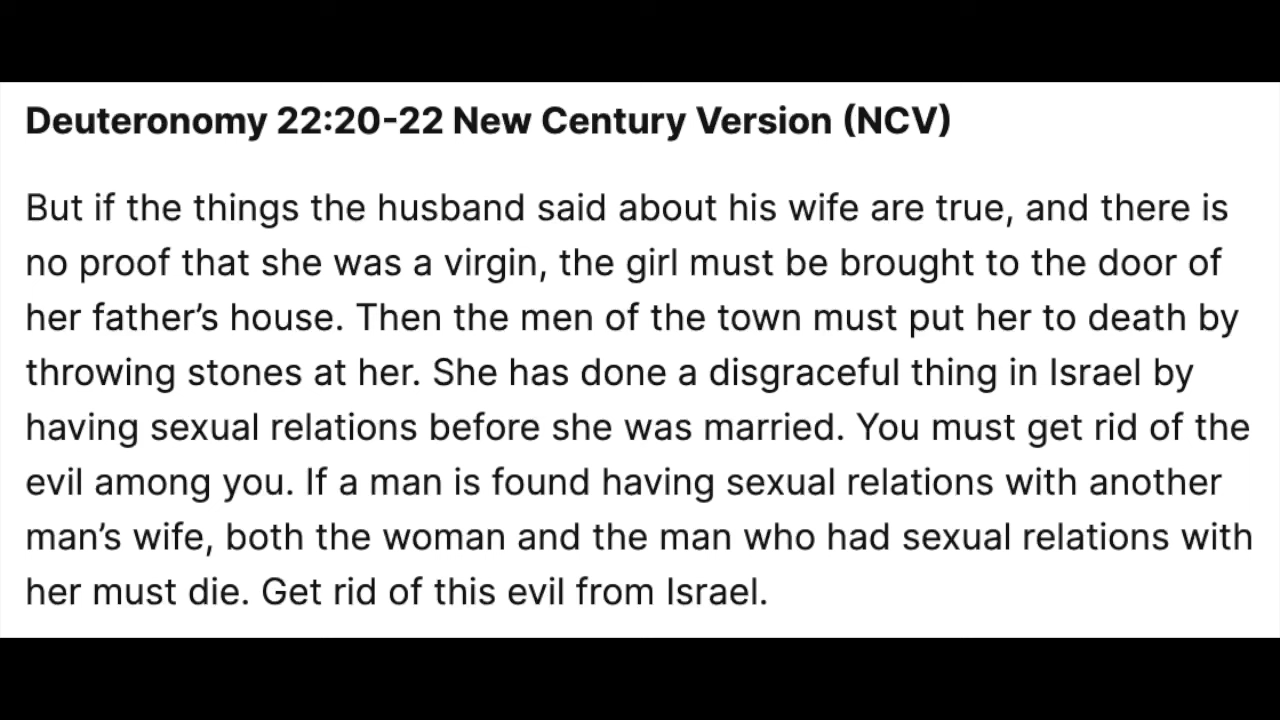 Deuteronomy 22:20-22 New Century Version (NCV)
But if the things the husband said about his wife are true, and there is
no proof that she was a virgin, the girl must be brought to the door of
her father’s house. Then the men of the town must put her to death by
throwing stones at her. She has done a disgraceful thing in Israel by
having sexual relations before she was married. You must get rid of the
evil among you. If a man is found having sexual relations with another
man’s wife, both the woman and the man who had sexual relations with
her must die. Get rid of this evil from Israel.